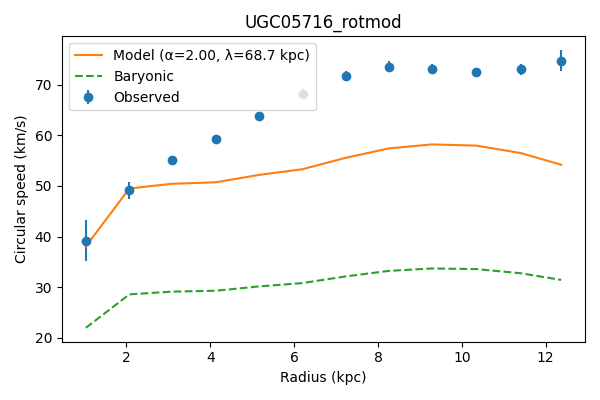 UGC05716_rotmod
Model (α=2.00, λ=68.7 kpc)
Baryonic
Observed
Circular speed (km/s)
70
60
50
40
30
20
2 4 6 8 10 12
Radius (kpc)